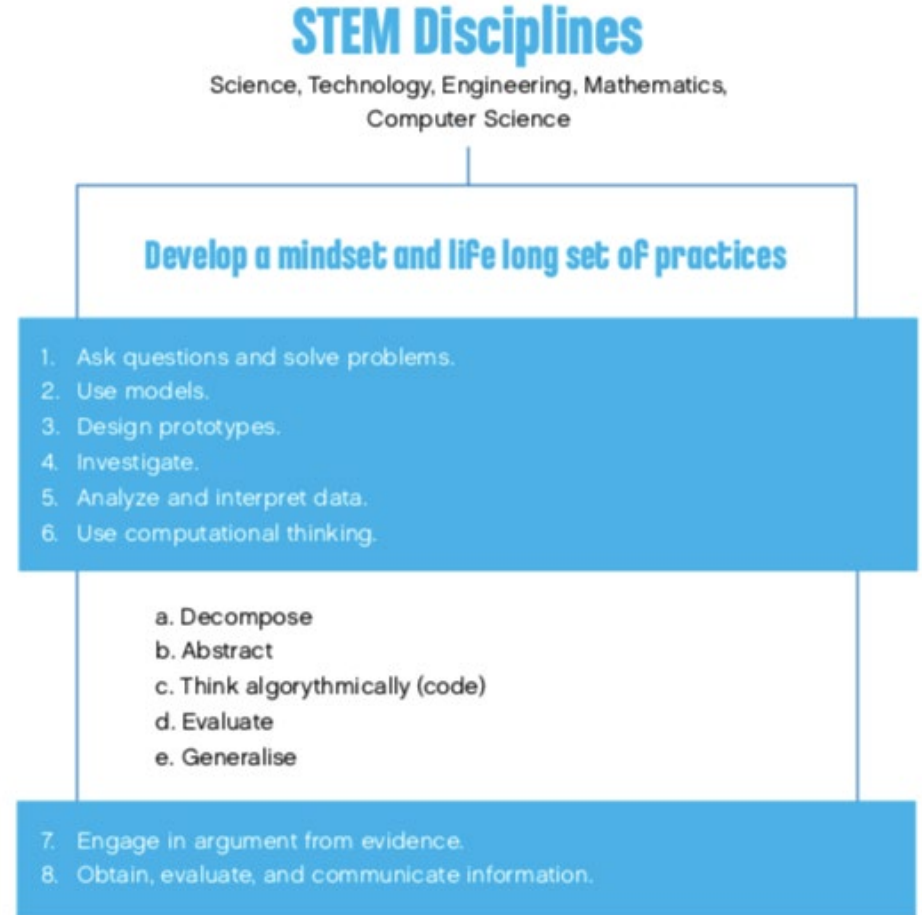 STEM Disciplines
Science, Technology, Engineering, Mathematics,
Computer Science
Develop a mindset and life long set of practices
1. Ask questions and solve problems.
2. Use models.
3. Design prototypes.
4. Investigate.
5. Analyze and interpret data.
6. Use computational thinking.
a. Decompose
b. Abstract
c. Think algorythmically (code)
d. Evaluate
e. Generalise
7. Engage in argument from evidence.
8. Obtain, evaluate, and communicate information.